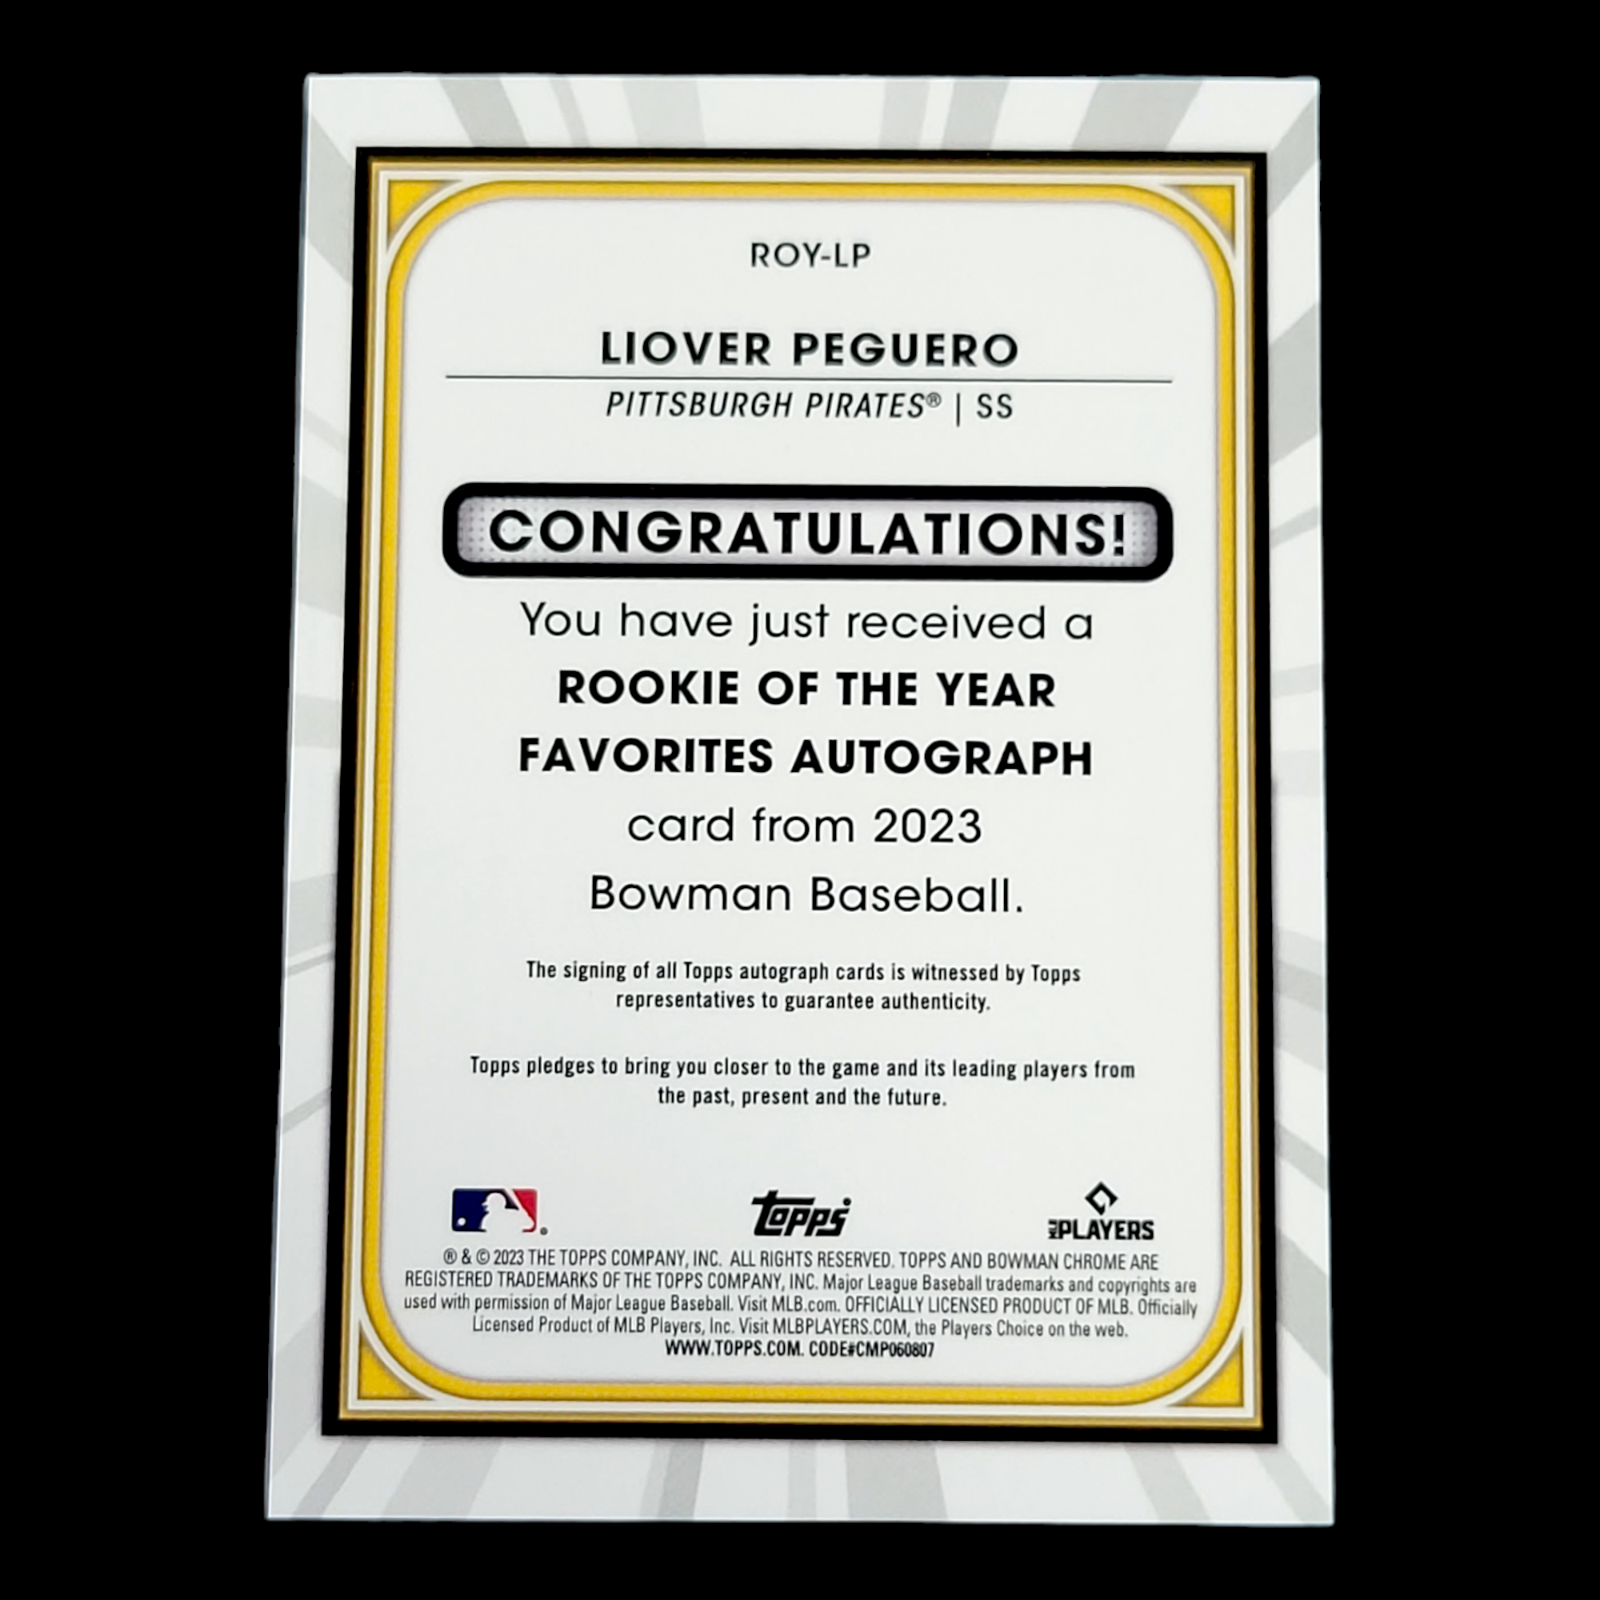 ROY-LP
LIOVER PEGUERO
PITTSBURGH PIRATES® | SS
CONGRATULATIONS!
You have just received a
ROOKIE OF THE YEAR
FAVORITES AUTOGRAPH
card from 2023
Bowman Baseball.
The signing of all Topps autograph cards is witnessed by Topps
representatives to guarantee authenticity.
Topps pledges to bring you closer to the game and its leading players from
the past, present and the future.
Topps
MLB PLAYERS
® & © 2023 THE TOPPS COMPANY, INC. ALL RIGHTS RESERVED. TOPPS AND BOWMAN CHROME ARE
REGISTERED TRADEMARKS OF THE TOPPS COMPANY, INC. Major League Baseball trademarks and copyrights are
used with permission of Major League Baseball. Visit MLB.com. OFFICIALLY LICENSED PRODUCT OF MLB. Officially
Licensed Product of MLB Players, Inc. Visit MLBPLAYERS.COM, the Players Choice on the web.
WWW.TOPPS.COM. CODE#CMP060807